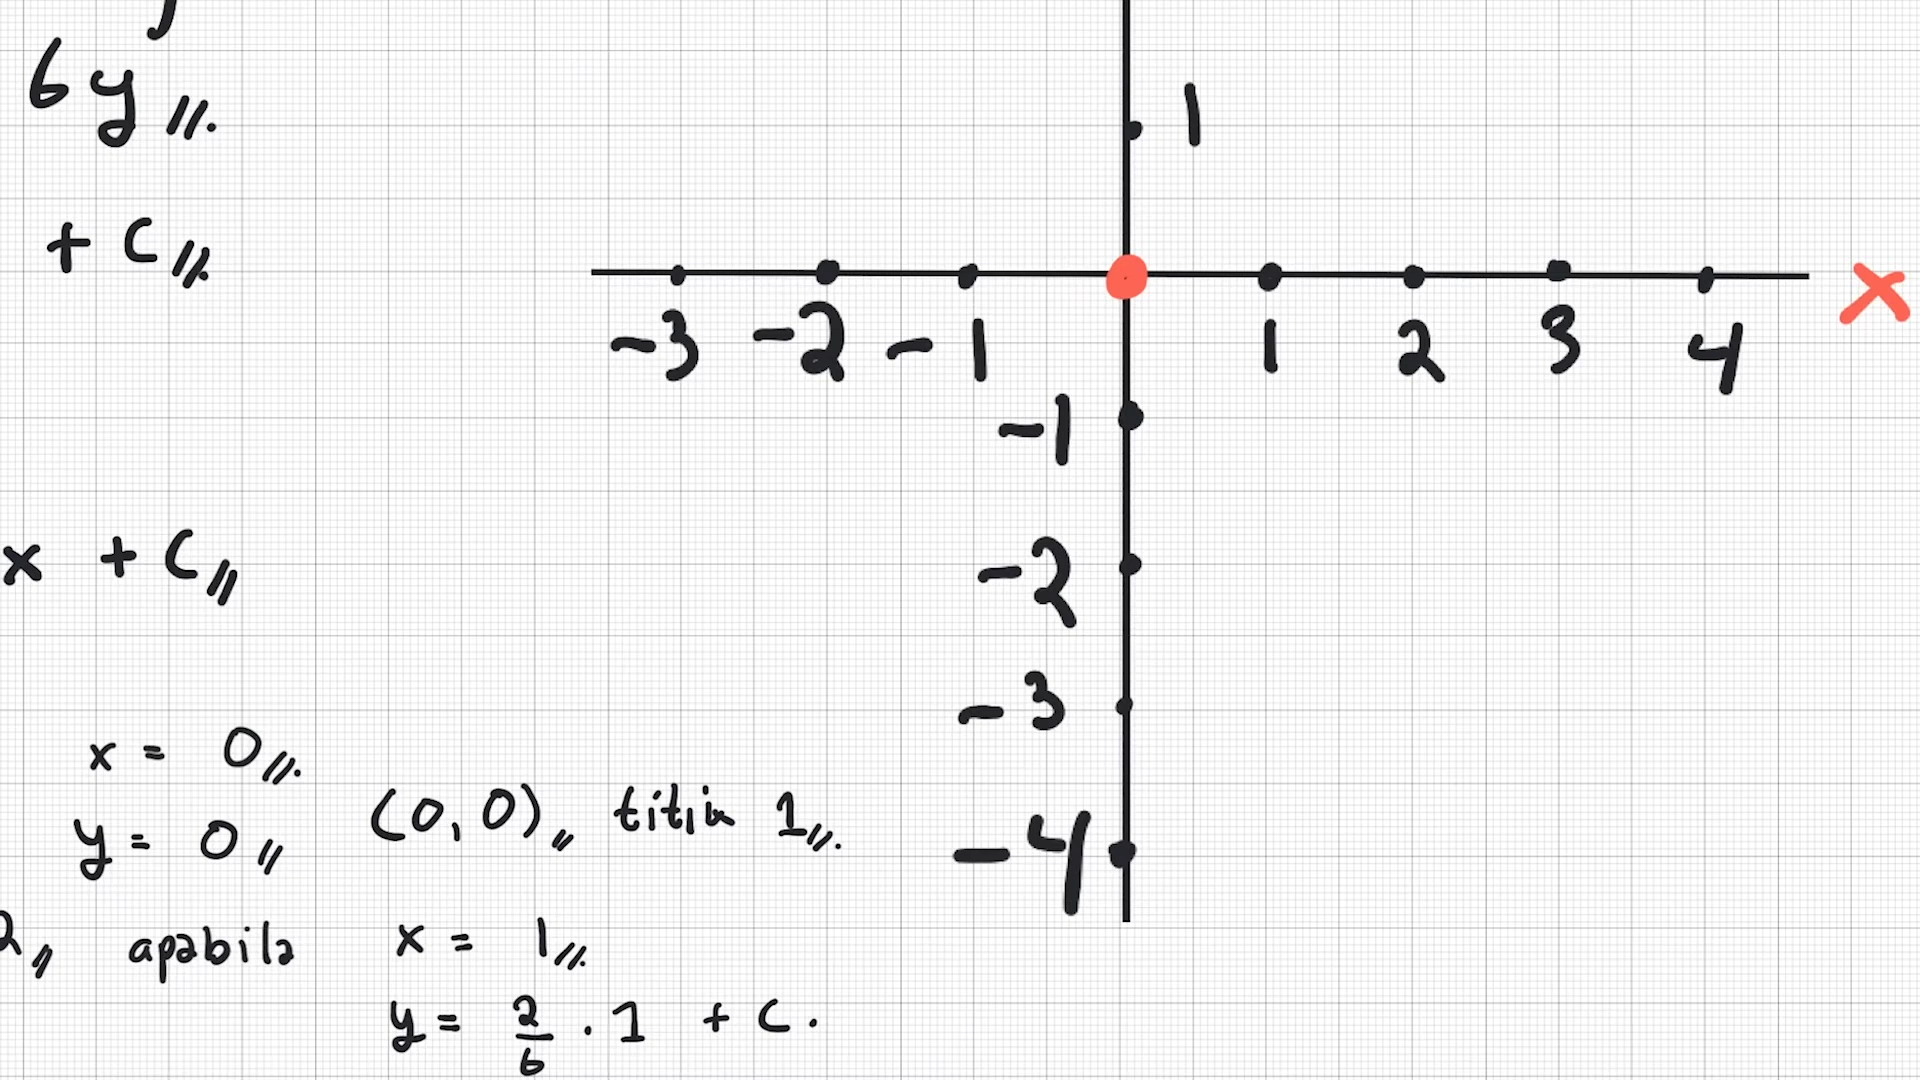 6y //.
+ C //.
x + C //
x = 0 //.
y = 0 //
(0,0) // titik 1 //.
2 // apabila x = 1 //.
y = 2/6 . 1 + C .
1
X
-3 -2 -1 1 2 3 4
-1
-2
-3
-4